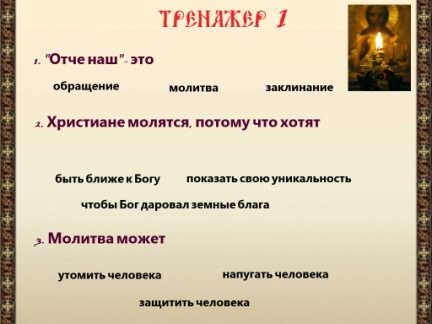 ТРЕНАЖЕР 1
1. "Отче наш"- это
обращение молитва заклинание
2. Христиане молятся, потому что хотят
быть ближе к Богу показать свою уникальность
чтобы Бог даровал земные блага
3. Молитва может
утомить человека напугать человека
защитить человека